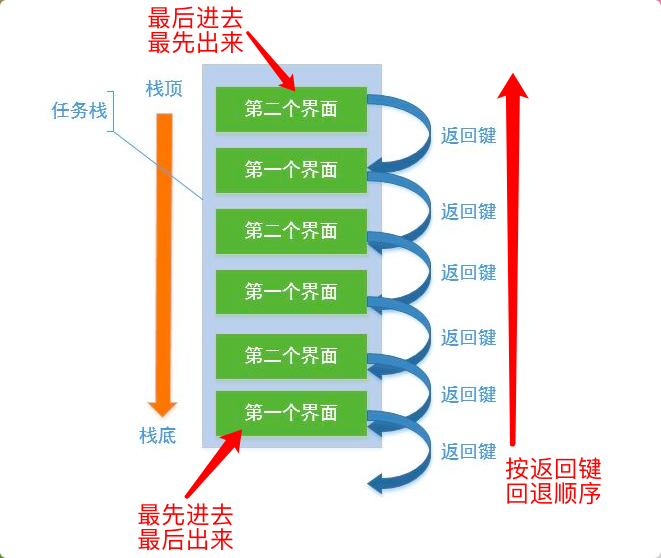 最后进去
最先出来
栈顶
任务栈
第二个界面
返回键
第一个界面
返回键
第二个界面
返回键
第一个界面
返回键
第二个界面
返回键
第一个界面
返回键
栈底
按返回键
回退顺序
最先进去
最后出来